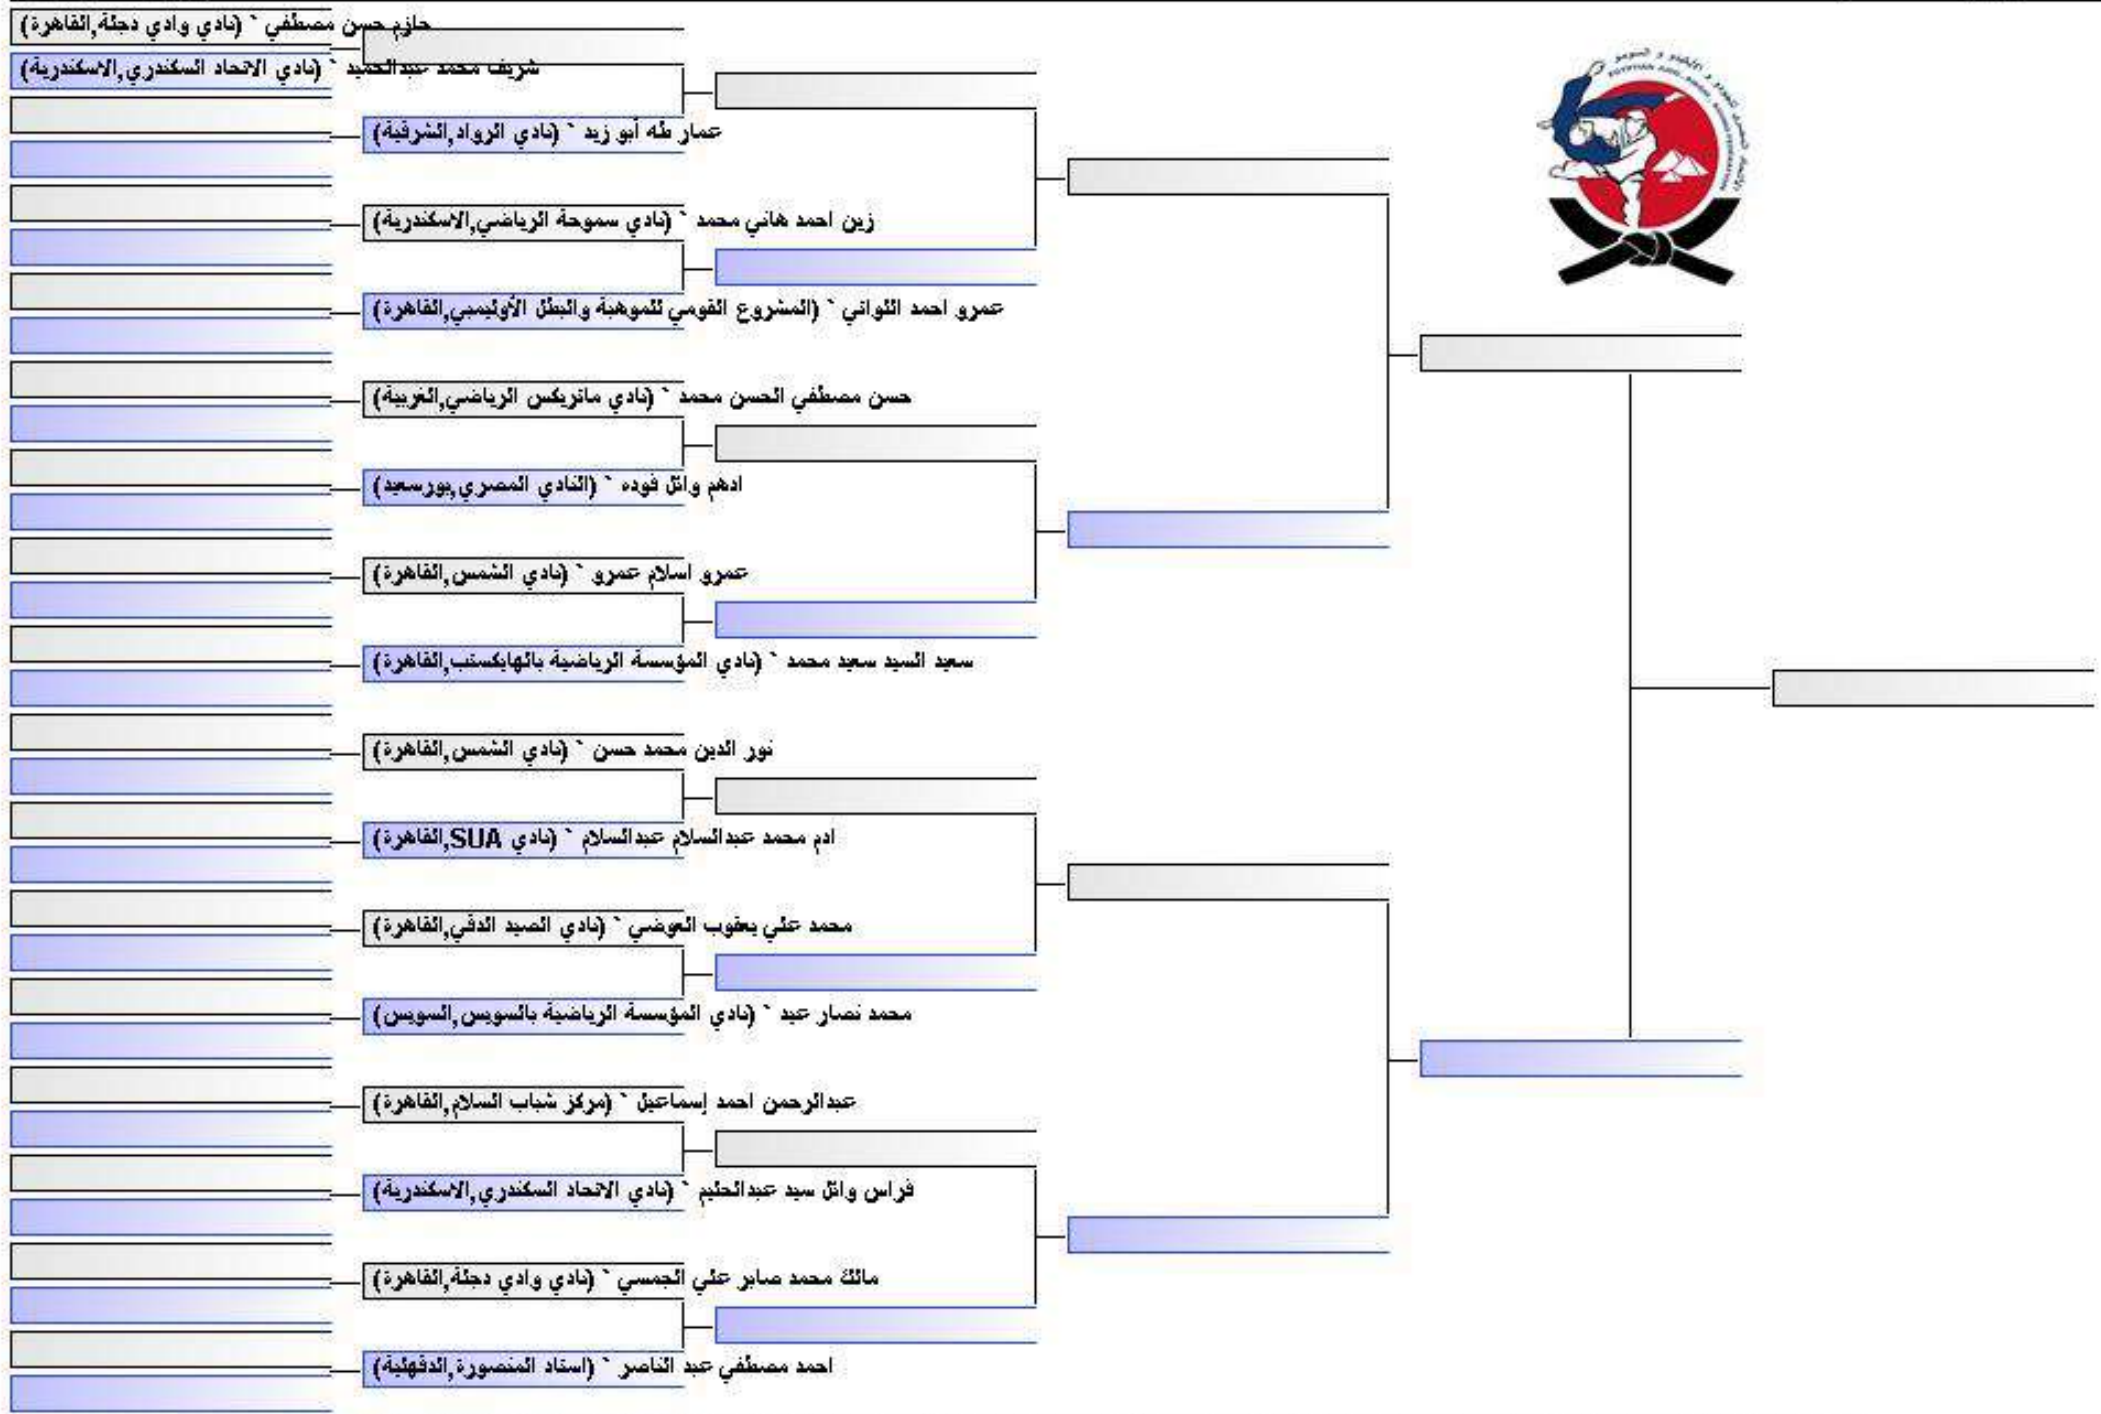 حازم حسن مصطفي ` (نادي وادي دجلة,القاهرة)
شريف محمد عبدالحميد ` (نادي الاتحاد السكندري,الاسكندرية)
عمار طه أبو زيد ` (نادي الرواد,الشرقية)
زين احمد هاني محمد ` (نادي سموحة الرياضي,الاسكندرية)
عمرو احمد اللواتي ` (المشروع القومي للموهبة والبطل الأوليمبي,القاهرة)
حسن مصطفي الحسن محمد ` (نادي ماتريكس الرياضي,الغربية)
ادهم وائل فوده ` (النادي المصري,بورسعيد)
عمرو اسلام عمرو ` (نادي الشمس,القاهرة)
سعيد السيد سعيد محمد ` (نادي المؤسسة الرياضية بالهايكستب,القاهرة)
نور الدين محمد حسن ` (نادي الشمس,القاهرة)
ادم محمد عبدالسلام عبدالسلام ` (نادي SUA,القاهرة)
محمد علي يعقوب العوضي ` (نادي الصيد الدقي,القاهرة)
محمد نصار عيد ` (نادي المؤسسة الرياضية بالسويس,السويس)
عبدالرحمن احمد إسماعيل ` (مركز شباب السلام,القاهرة)
فراس وائل سيد عبدالحليم ` (نادي الاتحاد السكندري,الاسكندرية)
مالك محمد صابر علي الجمسي ` (نادي وادي دجلة,القاهرة)
احمد مصطفي عبد الناصر ` (استاد المنصورة,الدقهلية)